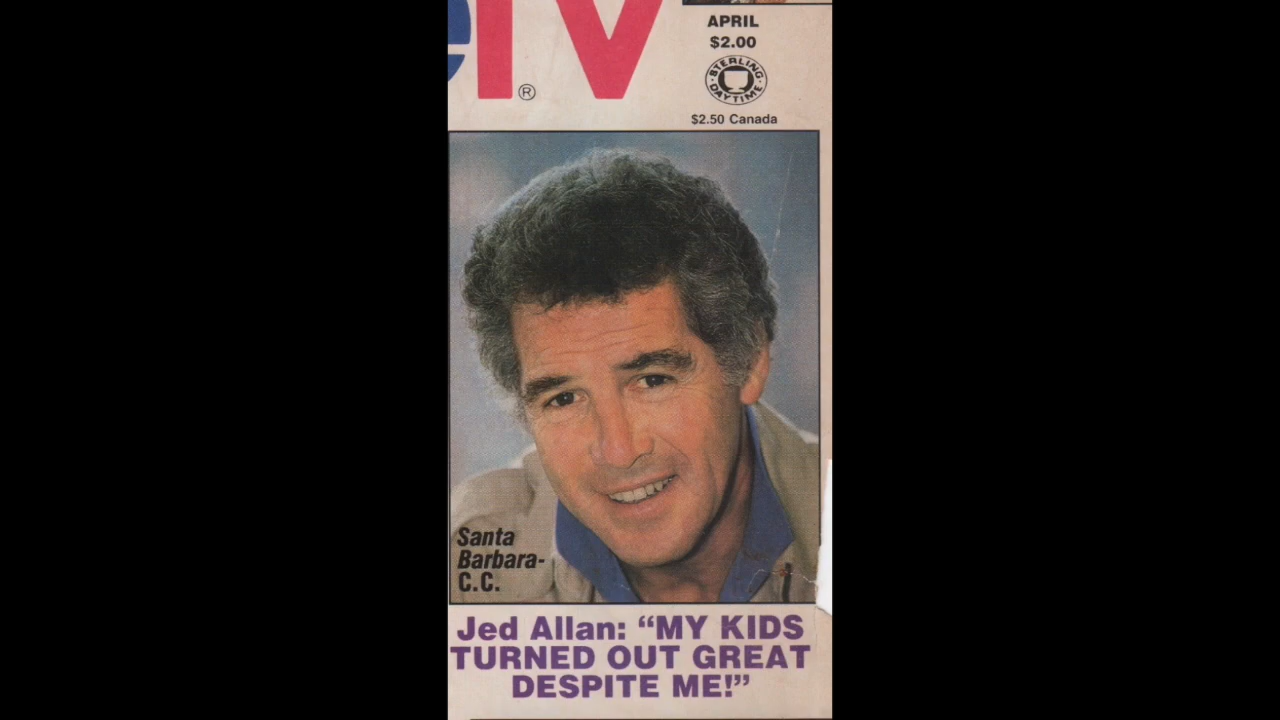 eTV®
APRIL
$2.00
STERLING
DAYTIME
$2.50 Canada
Santa
Barbara-
C.C.
Jed Allan: “MY KIDS
TURNED OUT GREAT
DESPITE ME!”